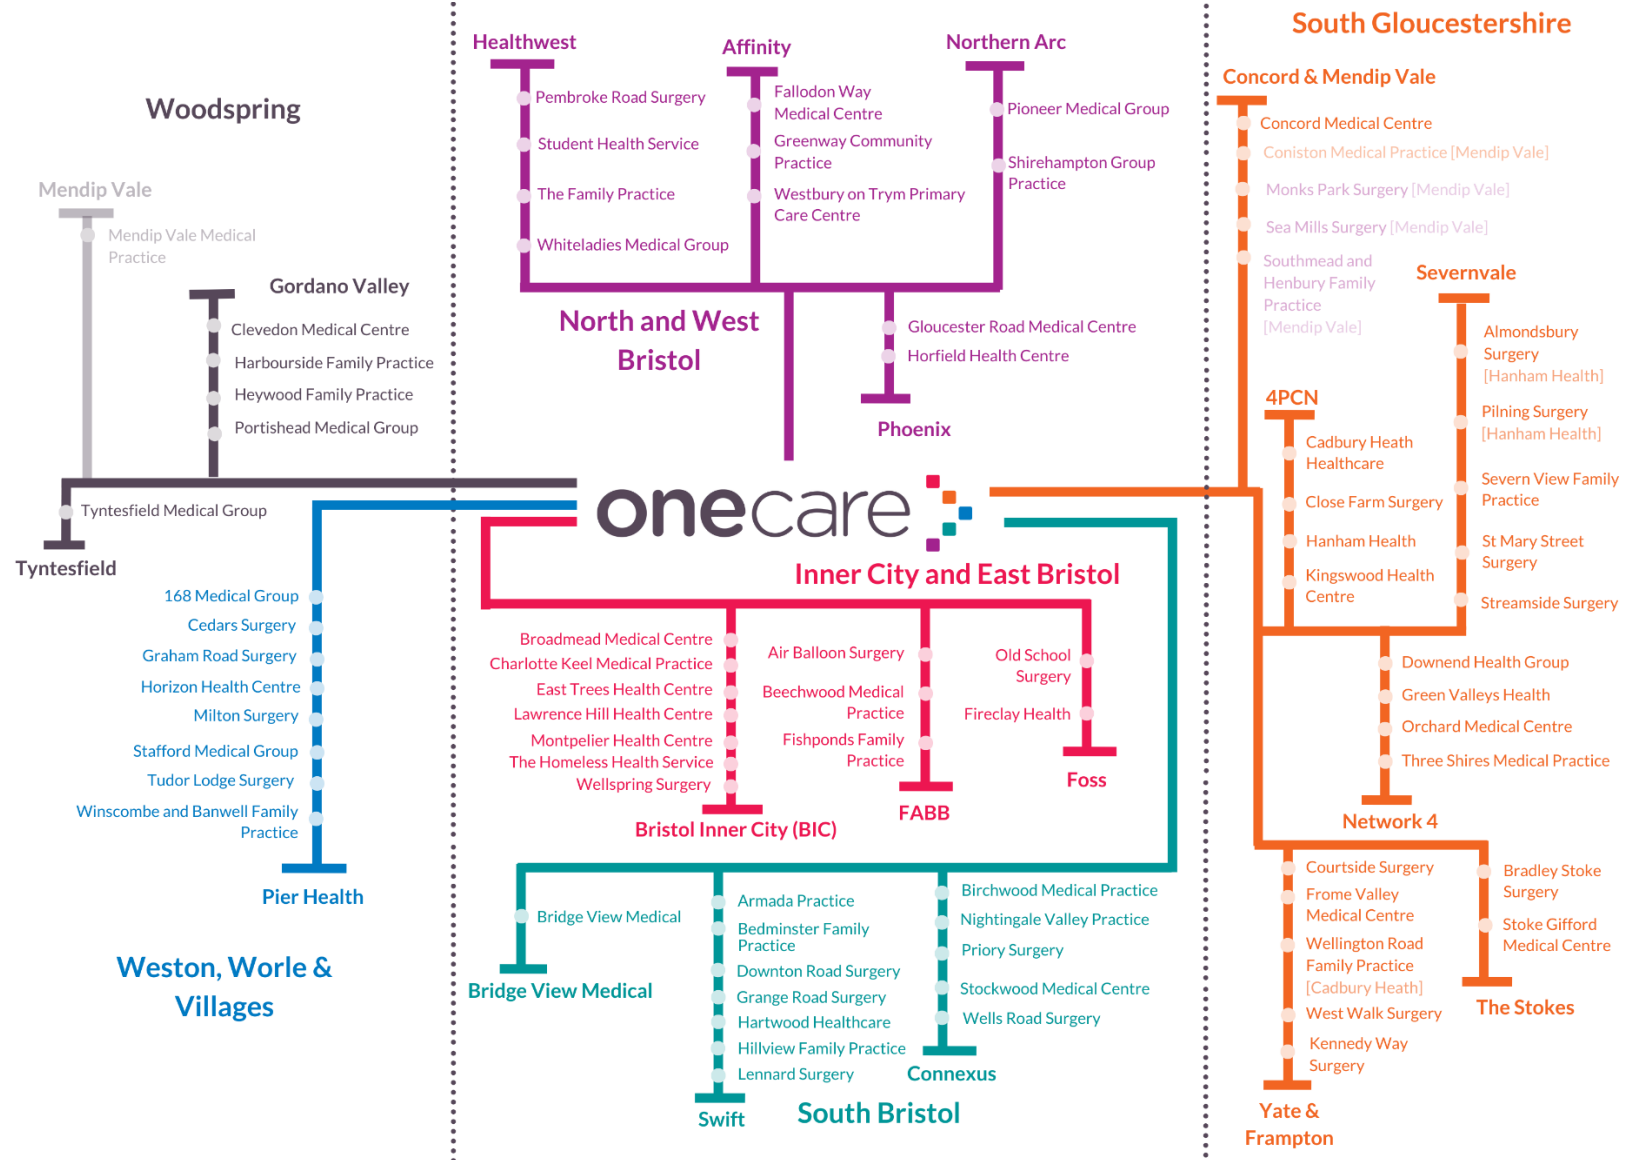 Woodspring
Mendip Vale
Mendip Vale Medical
Practice
Gordano Valley
Clevedon Medical Centre
Harbourside Family Practice
Heywood Family Practice
Portishead Medical Group
Tyntesfield Medical Group
Tyntesfield
168 Medical Group
Cedars Surgery
Graham Road Surgery
Horizon Health Centre
Milton Surgery
Stafford Medical Group
Tudor Lodge Surgery
Winscombe and Banwell Family
Practice
Pier Health
Weston, Worle &
Villages
Healthwest
Pembroke Road Surgery
Student Health Service
The Family Practice
Whiteladies Medical Group
Affinity
Fallodon Way
Medical Centre
Greenway Community
Practice
Westbury on Trym Primary
Care Centre
Northern Arc
Pioneer Medical Group
Shirehampton Group
Practice
North and West
Bristol
Gloucester Road Medical Centre
Horfield Health Centre
Phoenix
onecare
Inner City and East Bristol
Broadmead Medical Centre
Charlotte Keel Medical Practice
East Trees Health Centre
Lawrence Hill Health Centre
Montpelier Health Centre
The Homeless Health Service
Wellspring Surgery
Bristol Inner City (BIC)
Air Balloon Surgery
Beechwood Medical
Practice
Fishponds Family
Practice
FABB
Old School
Surgery
Fireclay Health
Foss
Bridge View Medical
Bridge View Medical
Armada Practice
Bedminster Family
Practice
Downton Road Surgery
Grange Road Surgery
Hartwood Healthcare
Hillview Family Practice
Lennard Surgery
Swift
Birchwood Medical Practice
Nightingale Valley Practice
Priory Surgery
Stockwood Medical Centre
Wells Road Surgery
Connexus
South Bristol
South Gloucestershire
Concord & Mendip Vale
Concord Medical Centre
Coniston Medical Practice [Mendip Vale]
Monks Park Surgery [Mendip Vale]
Sea Mills Surgery [Mendip Vale]
Southmead and
Henbury Family
Practice
[Mendip Vale]
Severnvale
Almondsbury
Surgery
[Hanham Health]
Pilning Surgery
[Hanham Health]
Severn View Family
Practice
St Mary Street
Surgery
Streamside Surgery
4PCN
Cadbury Heath
Healthcare
Close Farm Surgery
Hanham Health
Kingswood Health
Centre
Downend Health Group
Green Valleys Health
Orchard Medical Centre
Three Shires Medical Practice
Network 4
Courtside Surgery
Frome Valley
Medical Centre
Wellington Road
Family Practice
[Cadbury Heath]
West Walk Surgery
Kennedy Way
Surgery
Yate &
Frampton
Bradley Stoke
Surgery
Stoke Gifford
Medical Centre
The Stokes